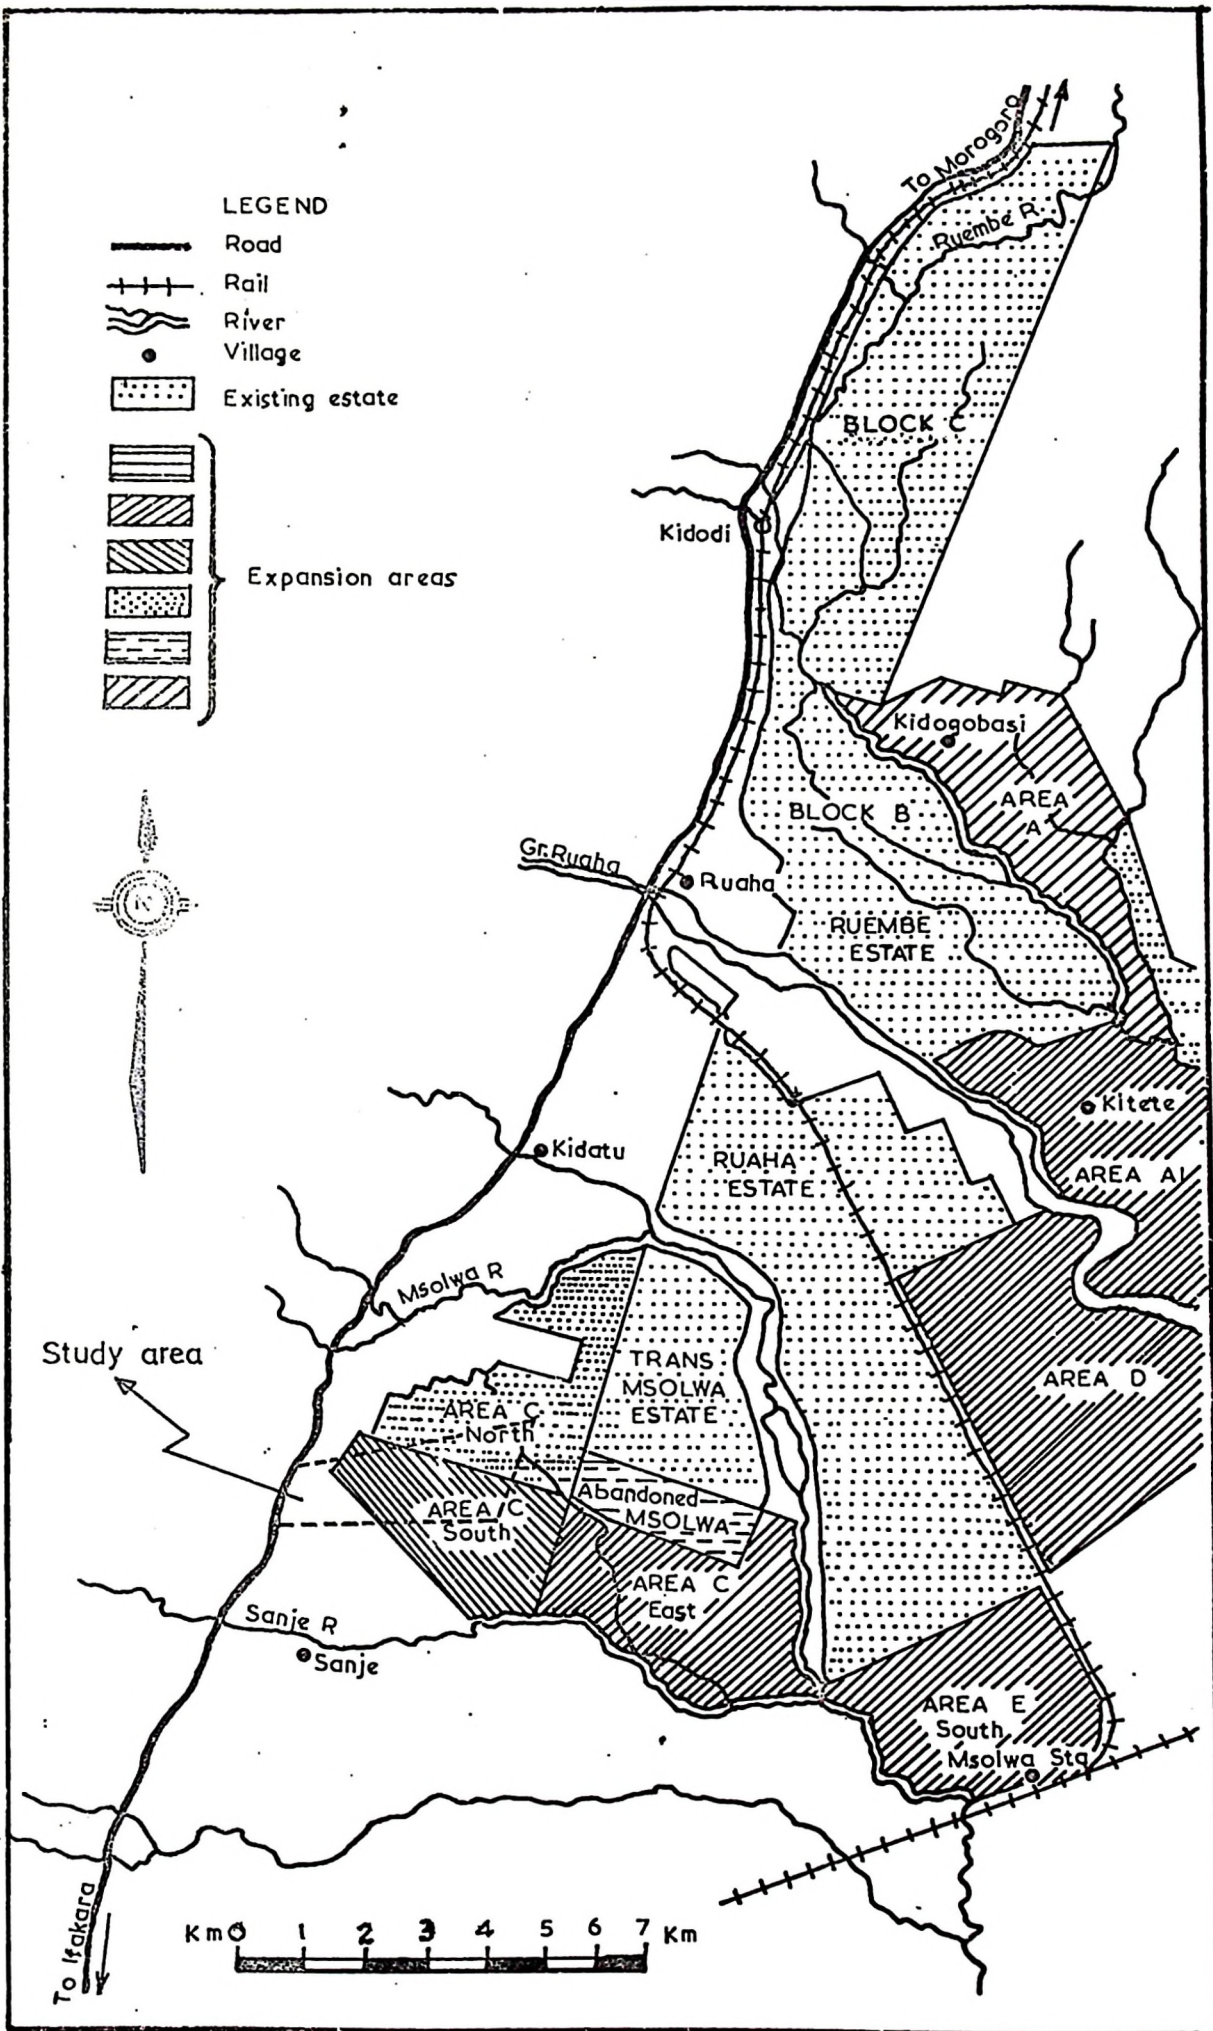 To Morogoro
LEGEND
Road
Rail
River
Village
Existing estate
Expansion areas
Ruembe R.
BLOCK C
Kidodi
Kidogobasi
AREA
A
BLOCK B
Gr. Ruaha
Ruaha
RUEMBE
ESTATE
N
Kitete
AREA A1
Kidatu
RUAHA
ESTATE
Msolwa R
Study area
TRANS
MSOLWA
ESTATE
AREA D
AREA C
North
Abandoned
MSOLWA
AREA C
South
AREA C
East
Sanje R
Sanje
AREA E
South
Msolwa Sta
To Ifakara
Km 0 1 2 3 4 5 6 7 Km